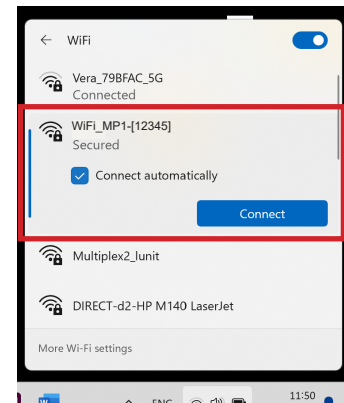 WiFi
Vera_79BFAC_5G
Connected
WiFi_MP1-[12345]
Secured
Connect automatically
Connect
Multiplex2_lunit
DIRECT-d2-HP M140 LaserJet
More Wi-Fi settings
W
ENG
11:50